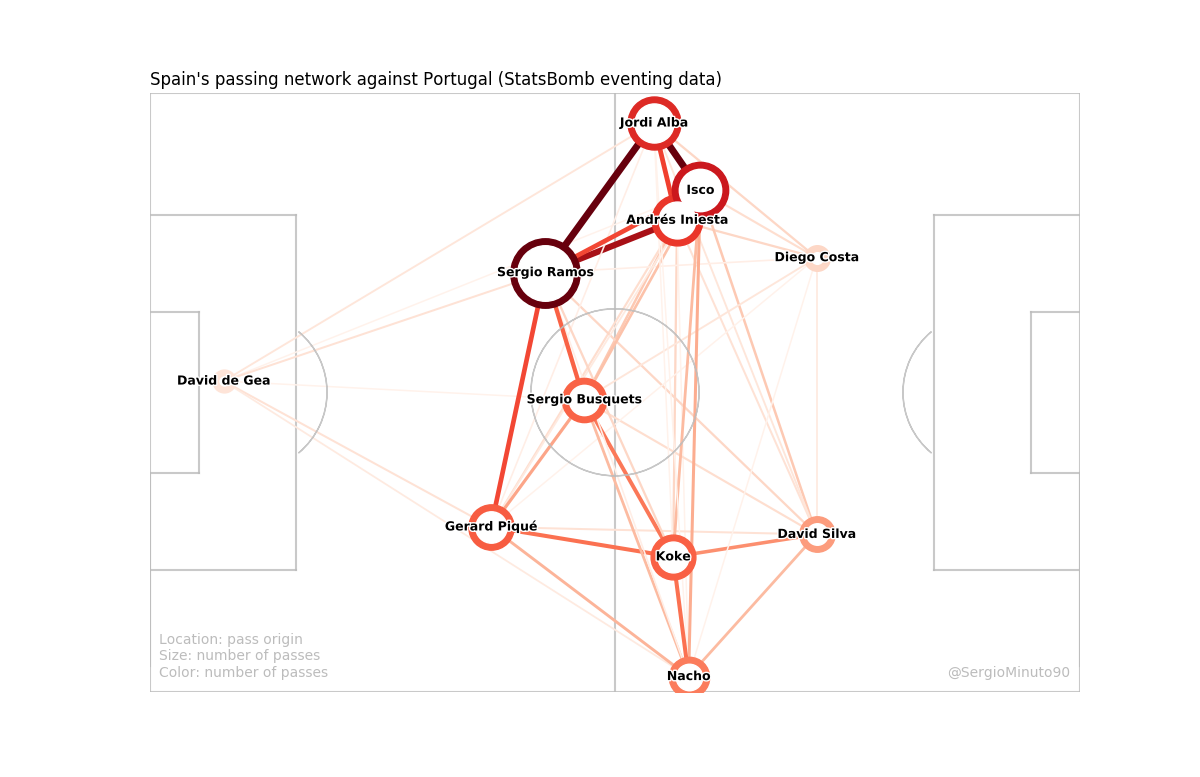 Spain's passing network against Portugal (StatsBomb eventing data)
Jordi Alba
Isco
Andrés Iniesta
Diego Costa
Sergio Ramos
David de Gea
Sergio Busquets
Gerard Piqué
David Silva
Koke
Nacho
Location: pass origin
Size: number of passes
Color: number of passes
@SergioMinuto90